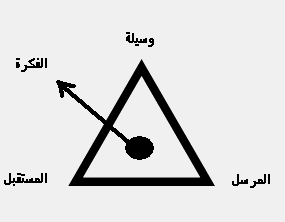 وسيلة
الفكرة
المرسل
المستقبل